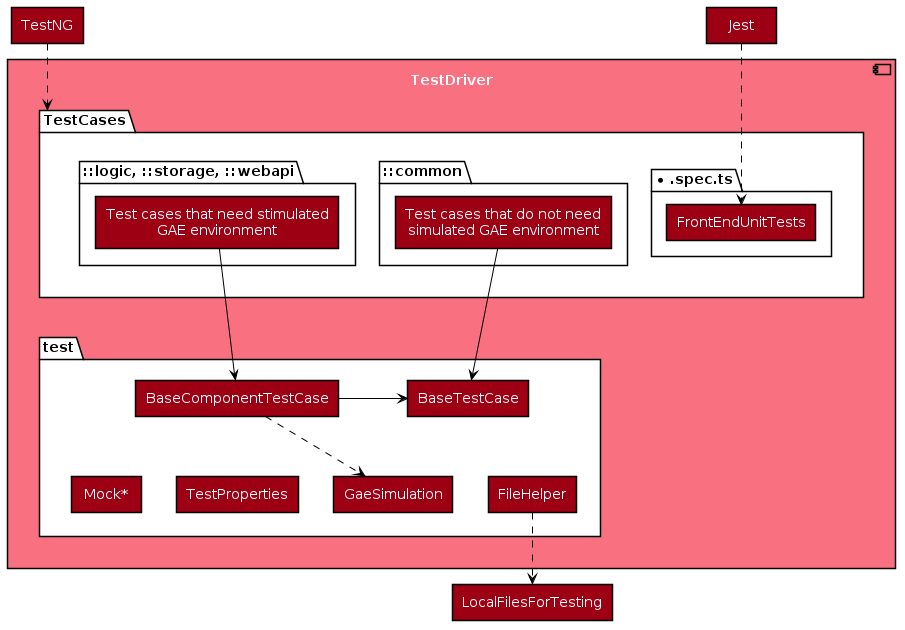 TestNG
Jest
TestDriver
TestCases
::logic, ::storage, ::webapi
::common
• .spec.ts
Test cases that need stimulated
GAE environment
Test cases that do not need
simulated GAE environment
FrontEndUnitTests
test
BaseComponentTestCase
BaseTestCase
Mock*
TestProperties
GaeSimulation
FileHelper
LocalFilesForTesting